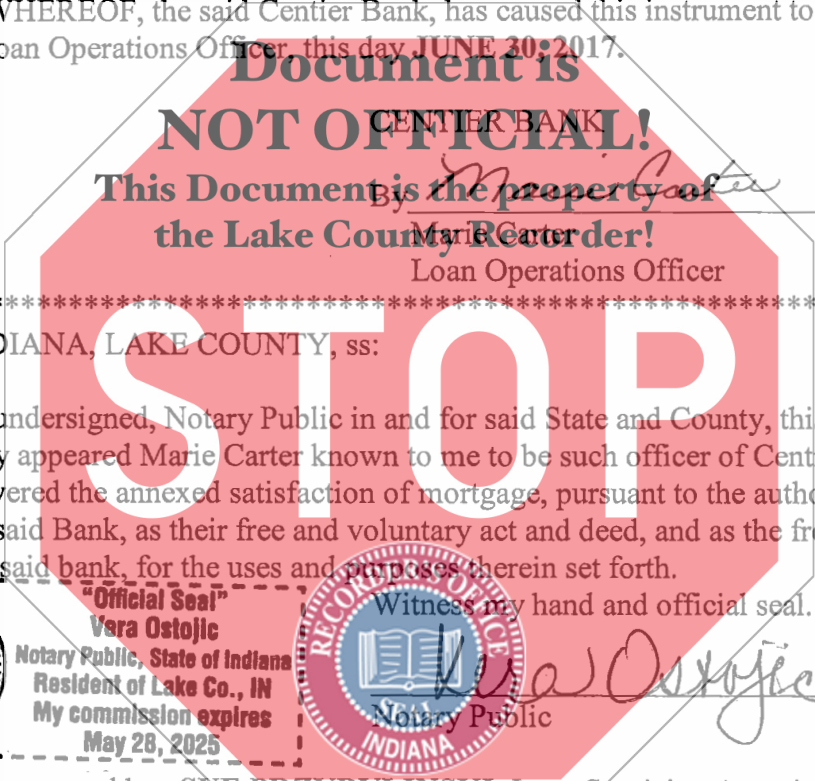 WHEREOF, the said Centier Bank, has caused this instrument to
oan Operations Officer, this day JUNE 30, 2017.
Document is
NOT OFFICIAL!
CENTIER BANK
This Document is the property of
By Marie Carter
the Lake County Recorder!
Marie Carter
Loan Operations Officer
********************************************************************
DIANA, LAKE COUNTY, ss:
STOP
undersigned, Notary Public in and for said State and County, thi
y appeared Marie Carter known to me to be such officer of Cent
vered the annexed satisfaction of mortgage, pursuant to the autho
said Bank, as their free and voluntary act and deed, and as the fre
said bank, for the uses and purposes therein set forth.
Witness my hand and official seal.
"Official Seal"
Vera Ostojic
Notary Public, State of Indiana
Resident of Lake Co., IN
My commission expires
May 28, 2025
RECORDER'S OFFICE
SEAL
INDIANA
Vera Ostojic
Notary Public